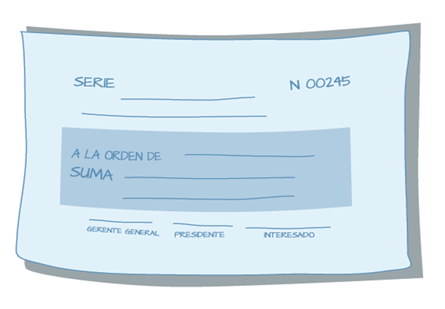 SERIE N 00245
A LA ORDEN DE
SUMA
GERENTE GENERAL PRESIDENTE INTERESADO